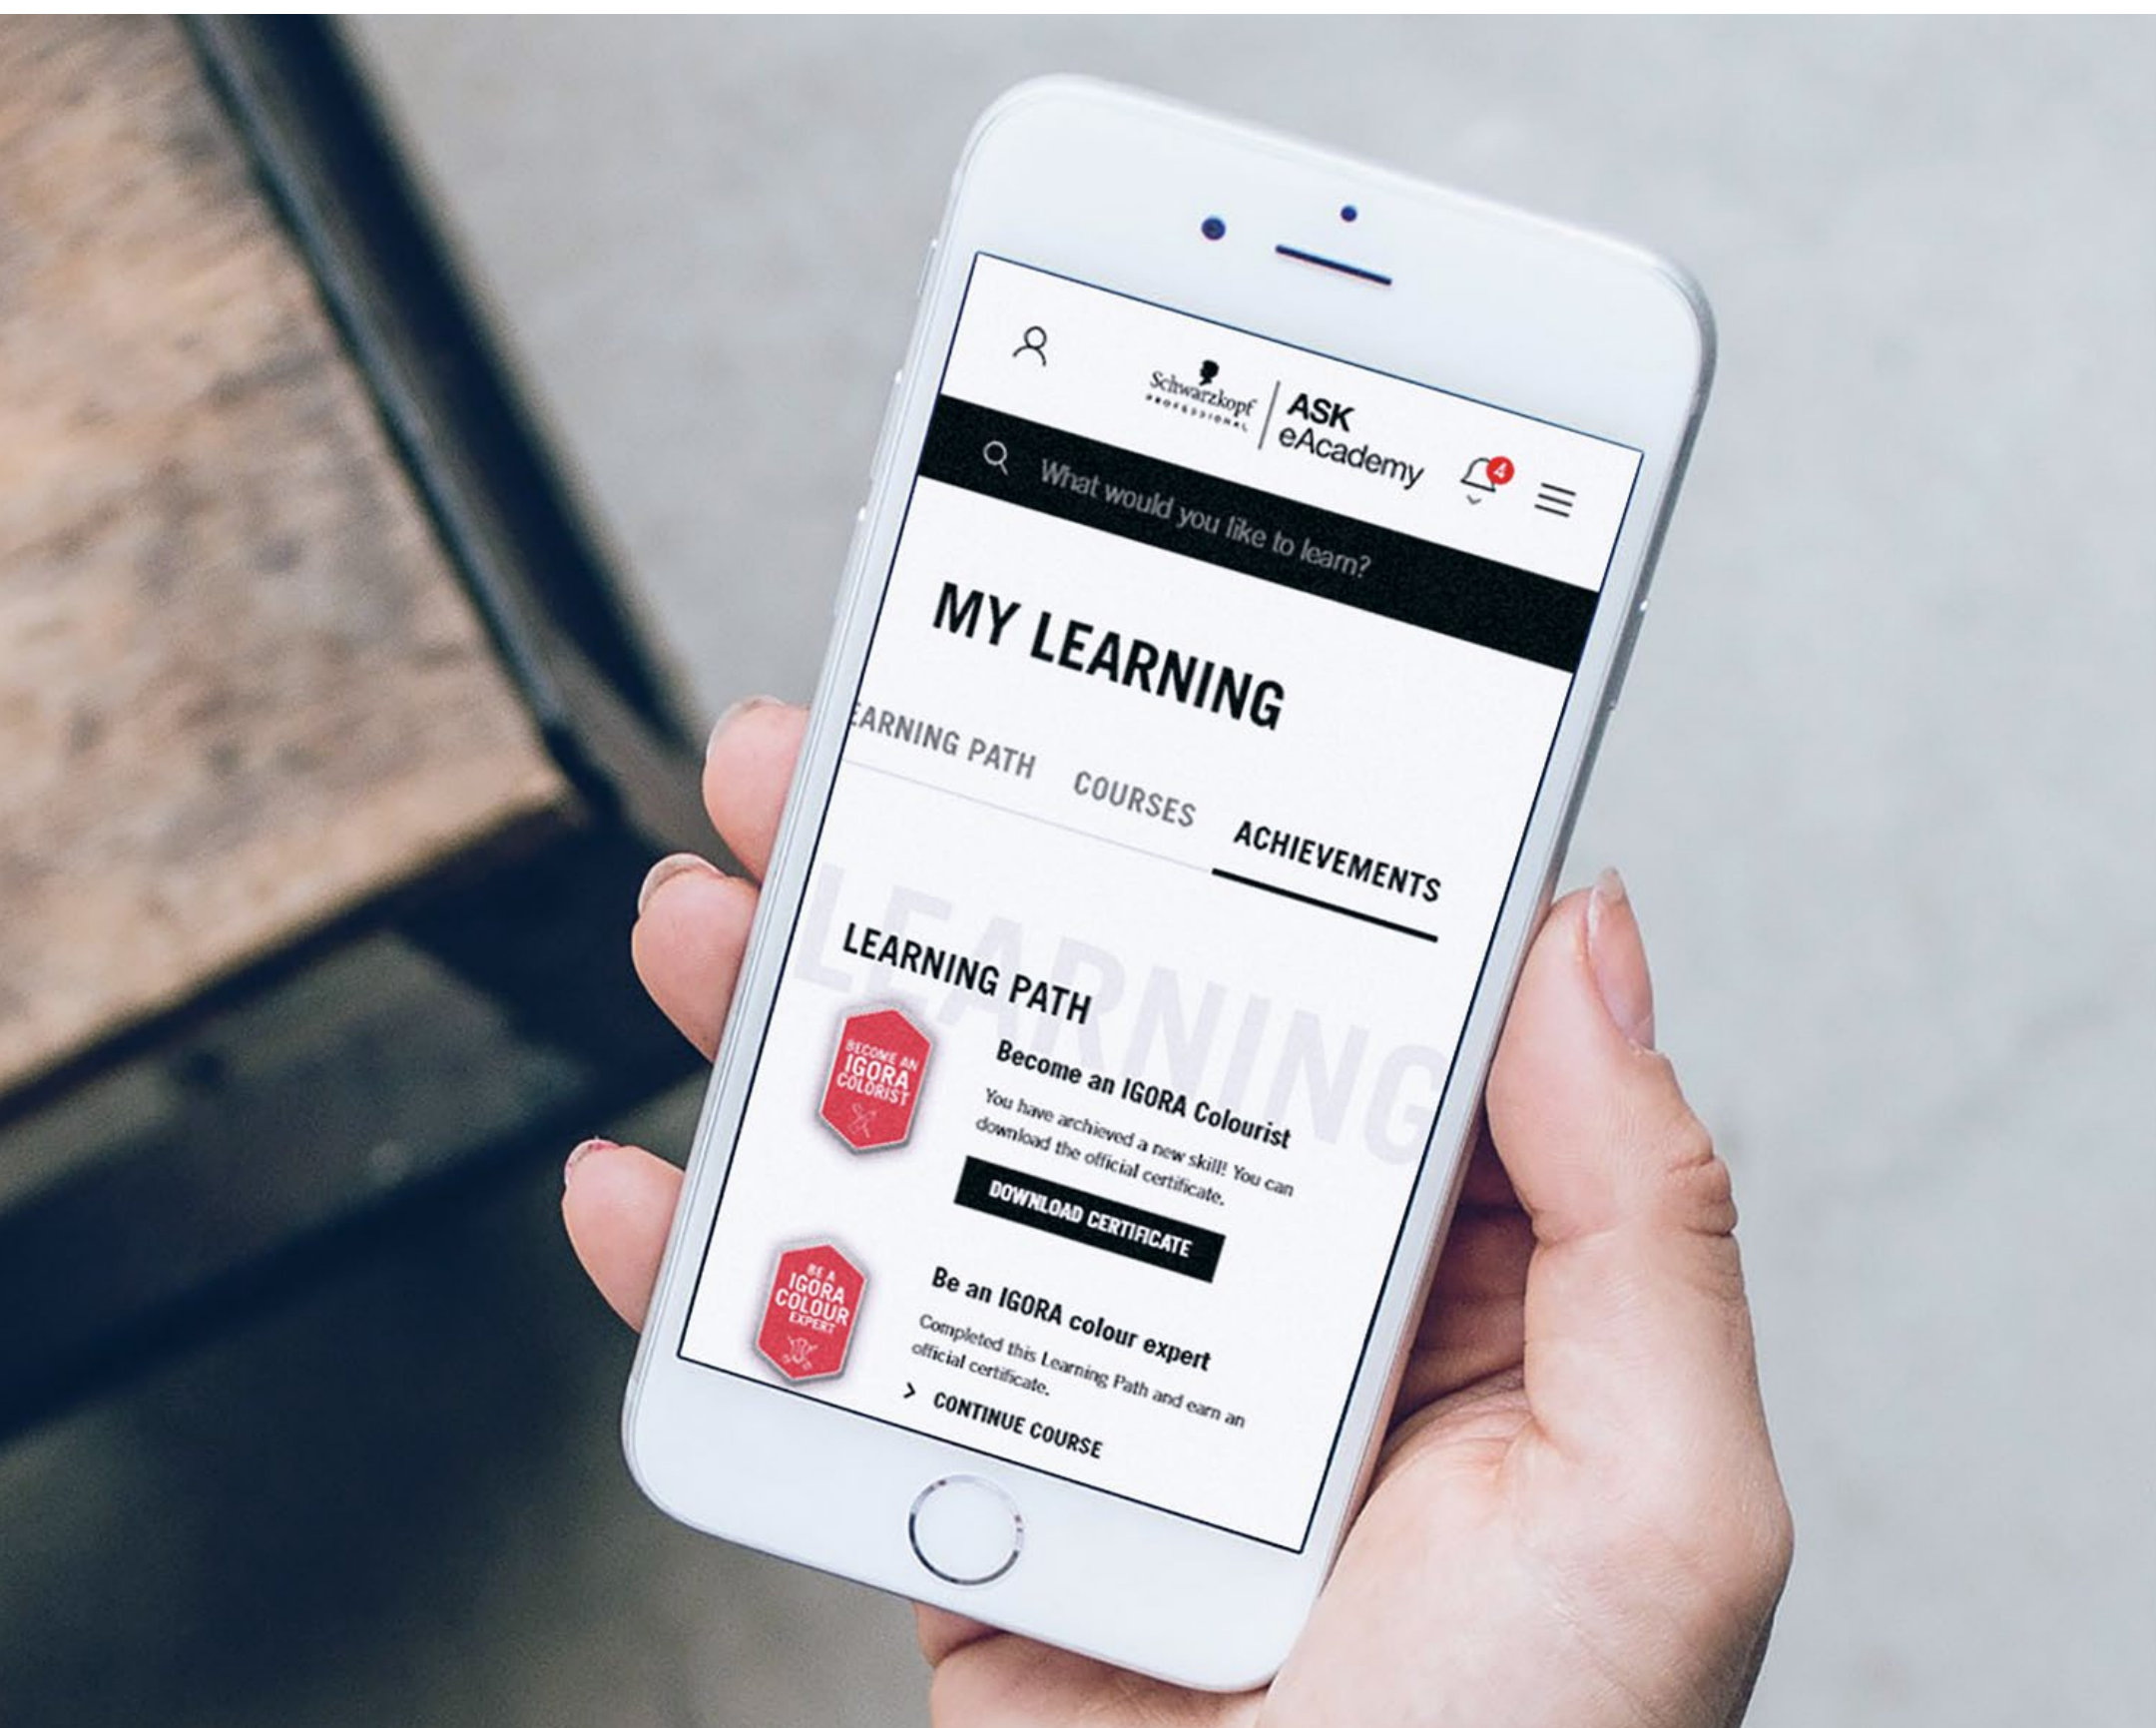 Schwarzkopf
PROFESSIONAL
ASK
eAcademy
4
What would you like to learn?
MY LEARNING
EARNING PATH
COURSES
ACHIEVEMENTS
LEARNING
LEARNING PATH
BECOME AN
IGORA
COLORIST
Become an IGORA Colourist
You have archieved a new skill! You can
download the official certificate.
DOWNLOAD CERTIFICATE
BE A
IGORA
COLOUR
EXPERT
Be an IGORA colour expert
Completed this Learning Path and earn an
official certificate.
CONTINUE COURSE